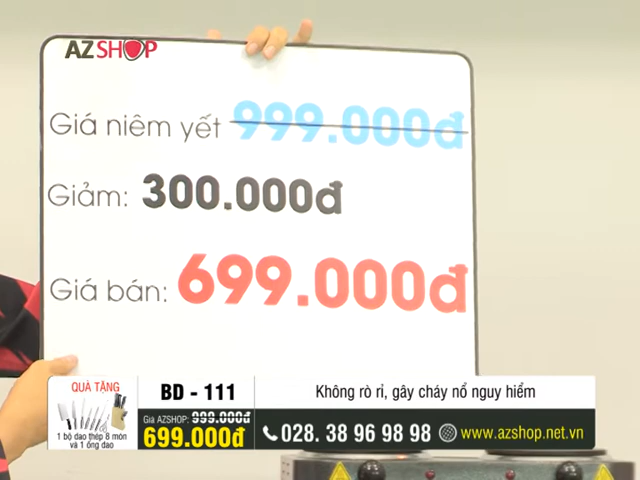 AZSHOP
Giá niêm yết 999.000đ
Giảm: 300.000đ
Giá bán: 699.000đ
QUÀ TẶNG
1 bộ dao thép 8 món
và 1 ống dao
BD - 111
Giá AZSHOP: 999.000đ
699.000đ
Không rò rỉ, gây cháy nổ nguy hiểm
028. 38 96 98 98
www.azshop.net.vn